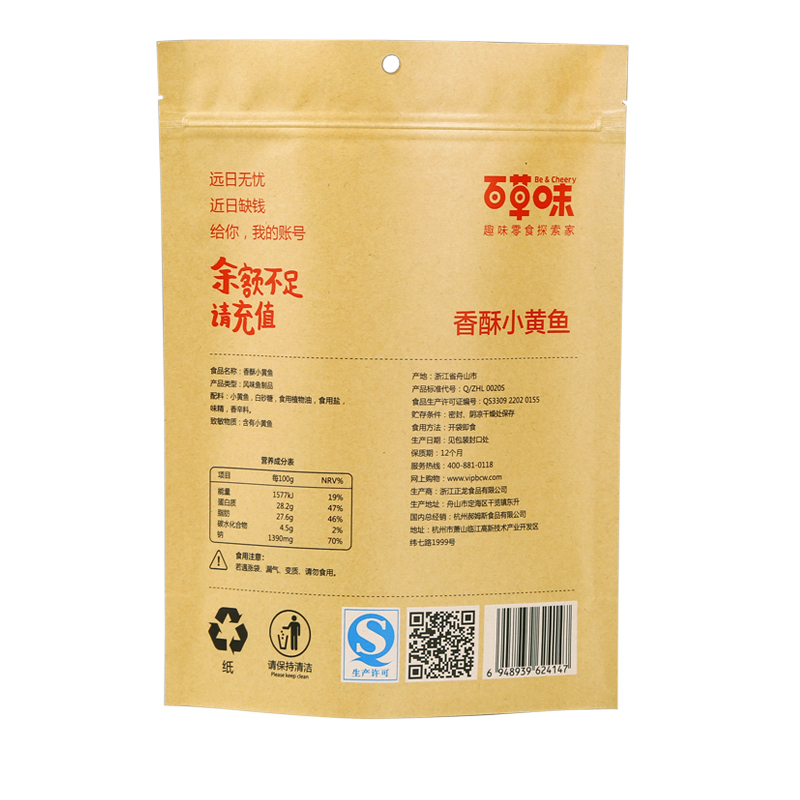 远日无忧
近日缺钱
给你，我的账号
余额不足
请充值
Be & Cheery
百草味
趣味零食探索家
香酥小黄鱼
食品名称：香酥小黄鱼
产品类型：风味鱼制品
配料：小黄鱼，白砂糖，食用植物油，食用盐，
味精，香辛料。
致敏物质：含有小黄鱼
营养成分表
项目 每100g NRV%
能量 1577kJ 19%
蛋白质 28.2g 47%
脂肪 27.6g 46%
碳水化合物 4.5g 2%
钠 1390mg 70%
食用注意：
若遇胀袋、漏气、变质、请勿食用。
产地：浙江省舟山市
产品标准代号：Q/ZHL 0020S
食品生产许可证编号：QS3309 2202 0155
贮存条件：密封、阴凉干燥处保存
食用方法：开袋即食
生产日期：见包装封口处
保质期：12个月
服务热线：400-881-0118
网上购物：www.vipbcw.com
生产商：浙江正龙食品有限公司
生产地址：舟山市定海区干览镇东升
国内总经销：杭州郝姆斯食品有限公司
地址：杭州市萧山临江高新技术产业开发区
纬七路1999号
纸
请保持清洁
Please keep clean
S
生产许可
6 948939 624147